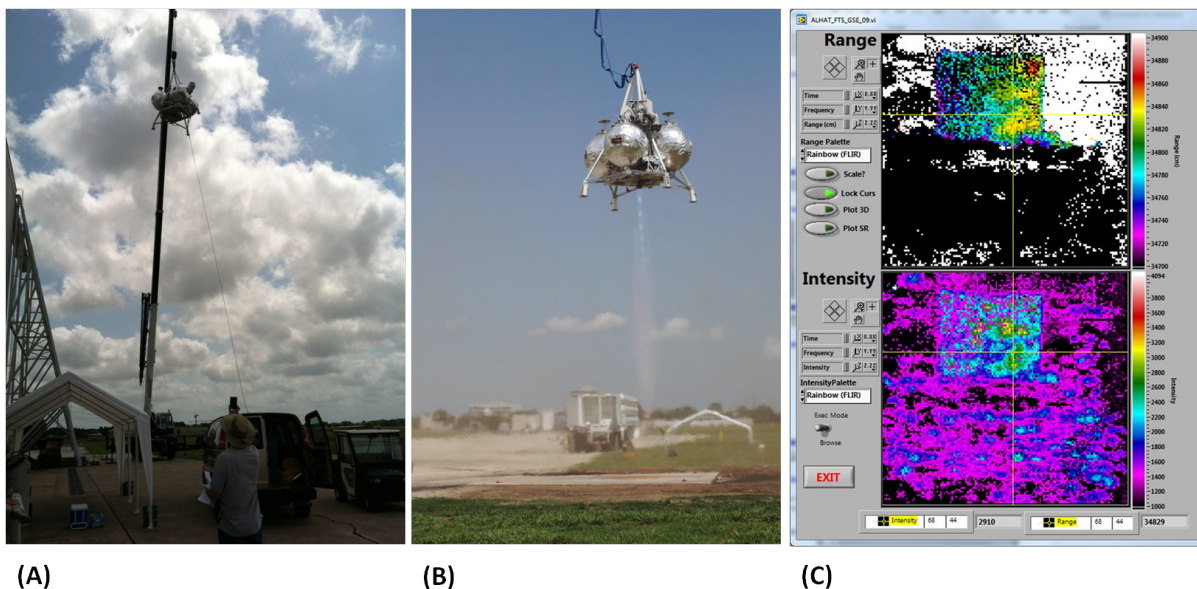 ALHAT_FTS_GSE_09.vi
Range
Time
Frequency
Range (cm)
Range Palette
Rainbow (FLIR)
Scale?
Lock Curs
Plot 3D
Plot SR
34900
34880
34860
34840
34820
34800
34780
34760
34740
34720
34700
Range (cm)
Intensity
Time
Frequency
Intensity
IntensityPalette
Rainbow (FLIR)
Exec Mode
Browse
EXIT
4094
3800
3600
3400
3200
3000
2800
2600
2400
2200
2000
1800
1600
1400
1200
1000
Intensity
Intensity 68 44 2910
Range 68 44 34829
(A)
(B)
(C)